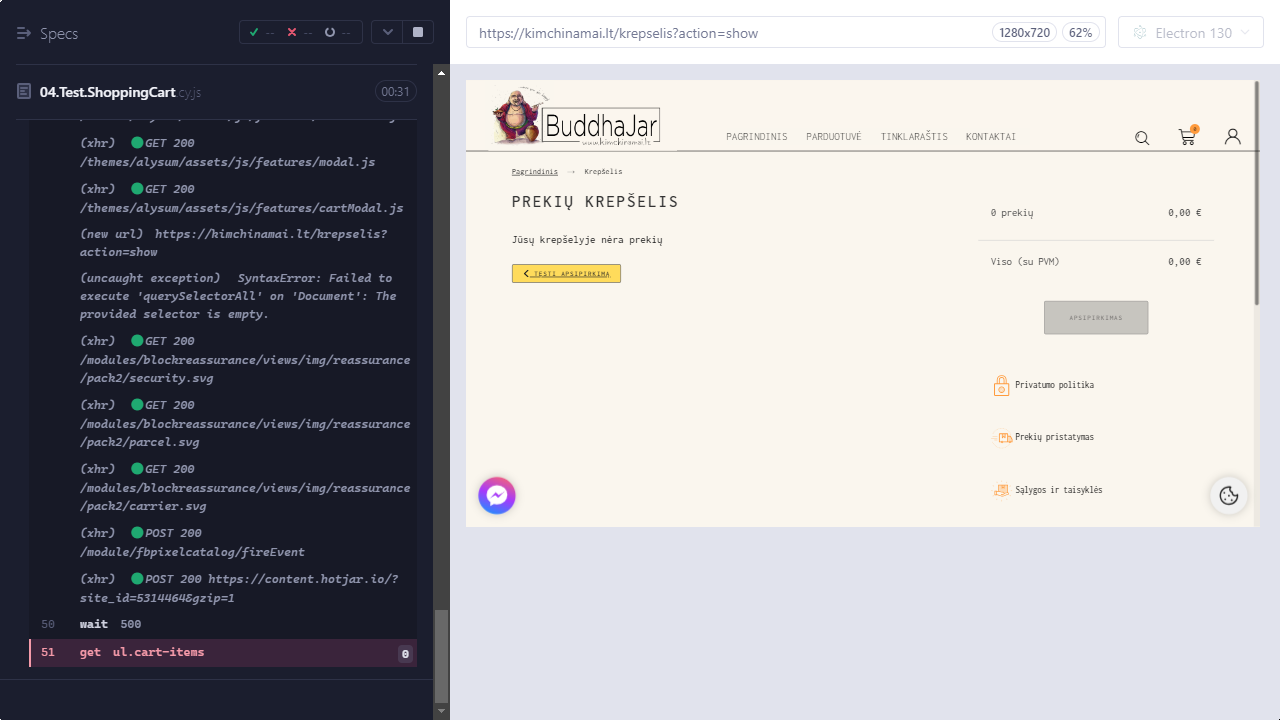 Specs
--
--
--
04.Test.ShoppingCart.cy.js
00:31
(xhr) GET 200
/themes/alysum/assets/js/features/modal.js
(xhr) GET 200
/themes/alysum/assets/js/features/cartModal.js
(new url) https://kimchinamai.lt/krepselis?
action=show
(uncaught exception) SyntaxError: Failed to
execute 'querySelectorAll' on 'Document': The
provided selector is empty.
(xhr) GET 200
/modules/blockreassurance/views/img/reassurance
/pack2/security.svg
(xhr) GET 200
/modules/blockreassurance/views/img/reassurance
/pack2/parcel.svg
(xhr) GET 200
/modules/blockreassurance/views/img/reassurance
/pack2/carrier.svg
(xhr) POST 200
/module/fbpixelcatalog/fireEvent
(xhr) POST 200 https://content.hotjar.io/?
site_id=5314464&gzip=1
50 wait 500
51 get ul.cart-items 0
https://kimchinamai.lt/krepselis?action=show
1280x720
62%
Electron 130
BuddhaJar
www.kimchinamai.lt
PAGRINDINIS PARDUOTUVĖ TINKLARAŠTIS KONTAKTAI
Pagrindinis → Krepšelis
PREKIŲ KREPŠELIS
Jūsų krepšelyje nėra prekių
TĘSTI APSIPIRKIMĄ
0 prekių 0,00 €
Viso (su PVM) 0,00 €
APSIPIRKIMAS
Privatumo politika
Prekių pristatymas
Sąlygos ir taisyklės